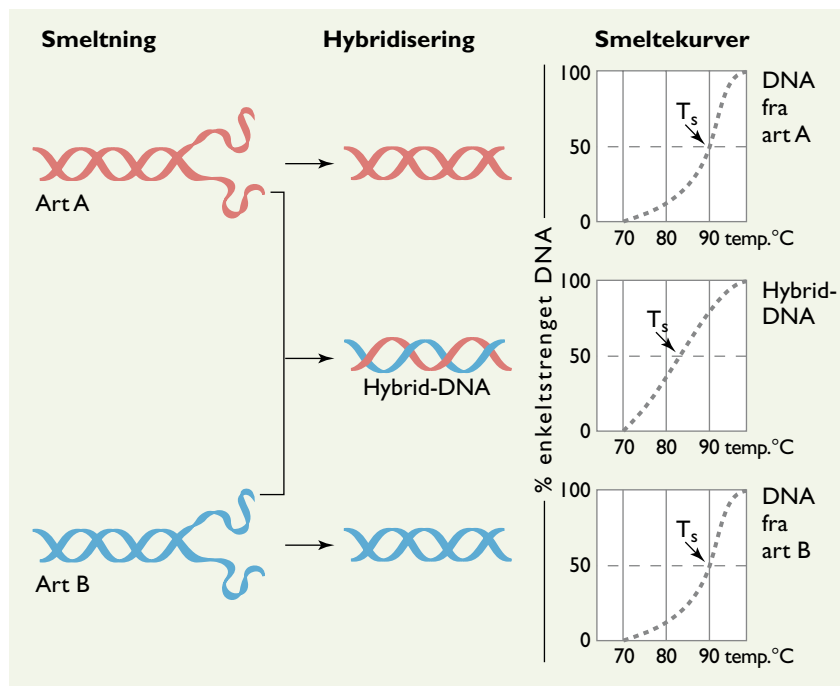 Smeltning
Hybridisering
Smeltekurver
Art A
Hybrid-DNA
Art B
% enkeltstrenget DNA
100
50
0
Ts
70 80 90 temp.°C
DNA
fra
art A
100
50
0
Ts
70 80 90 temp.°C
Hybrid-
DNA
100
50
0
Ts
70 80 90 temp.°C
DNA
fra
art B